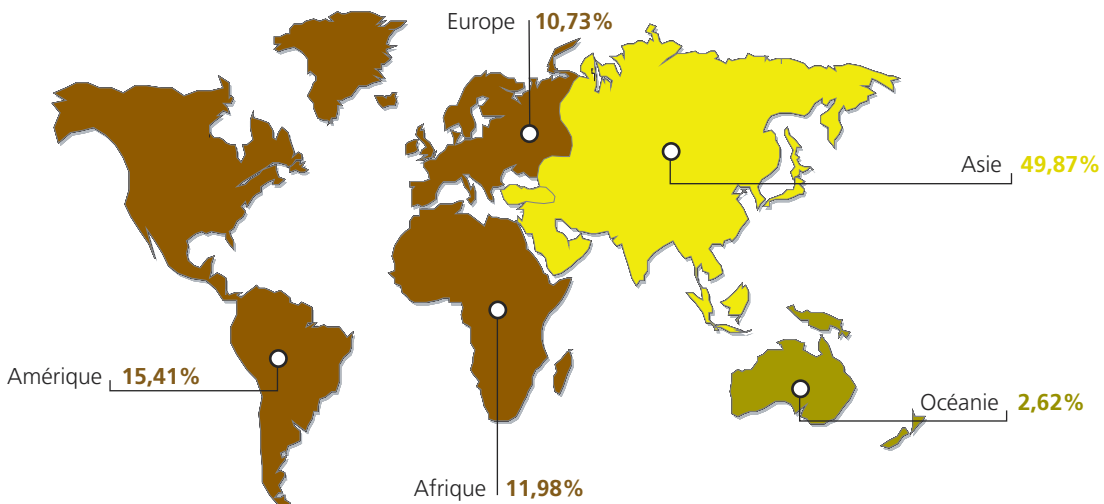 Europe 10,73%
Asie 49,87%
Amérique 15,41%
Océanie 2,62%
Afrique 11,98%